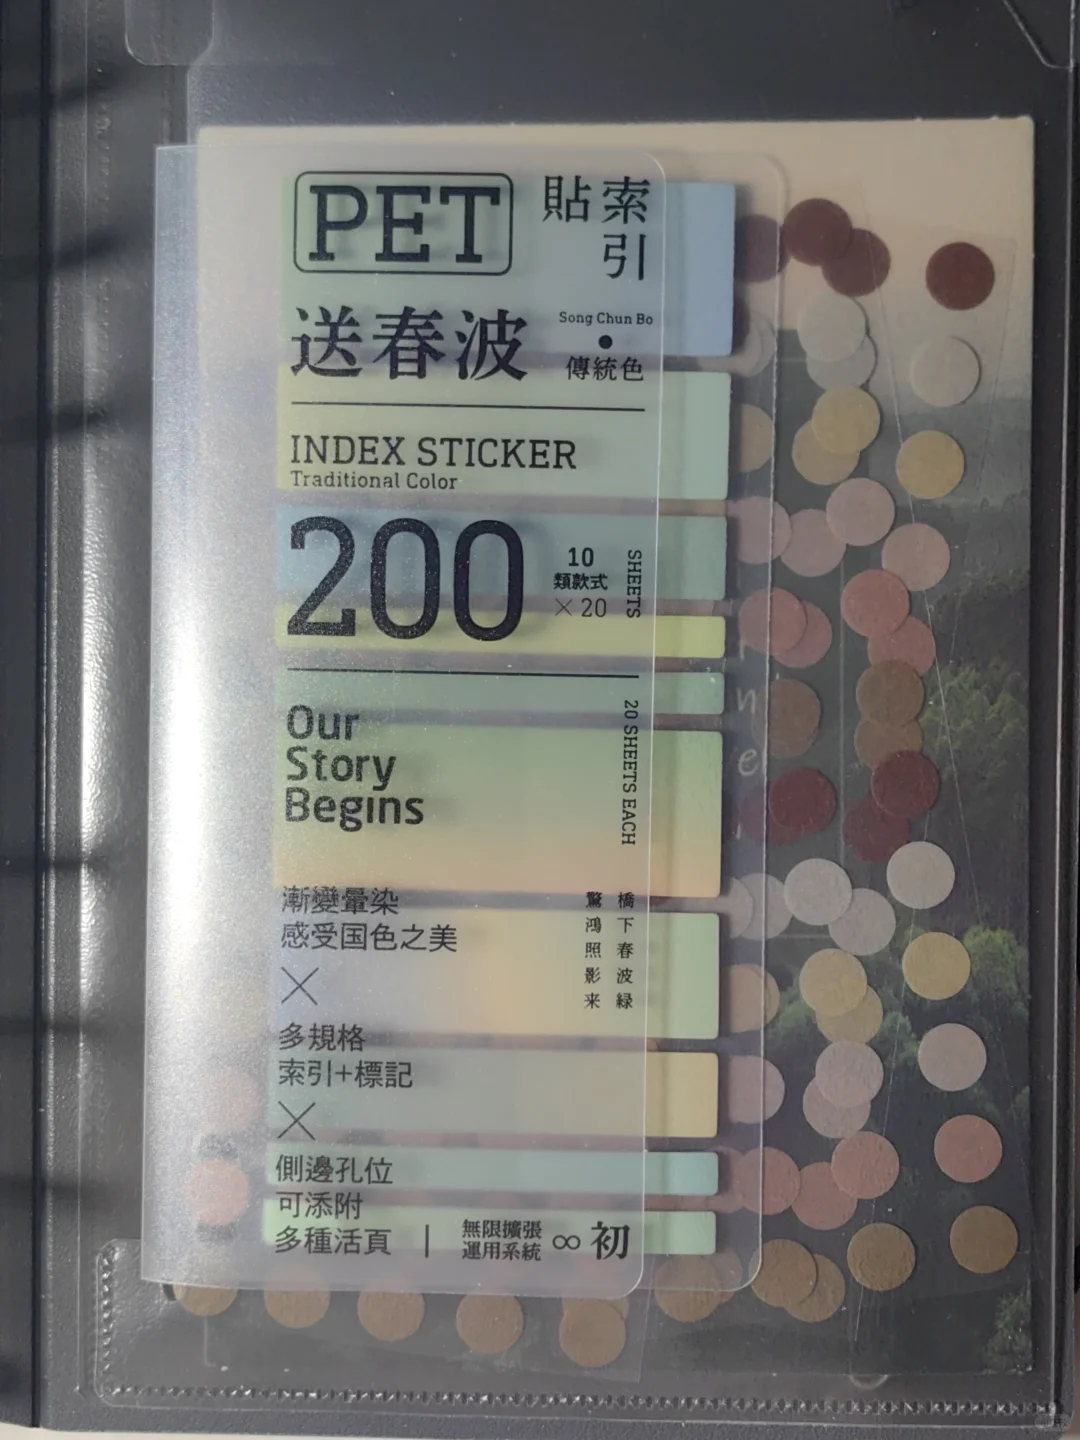 PET
索引
貼
送春波
Song Chun Bo
•
傳統色
INDEX STICKER
Traditional Color
200
10
類款式
× 20
SHEETS
Our
Story
Begins
20 SHEETS EACH
漸變暈染
感受国色之美
×
多規格
索引+標記
×
側邊孔位
可添附
多種活頁
橋下春波緑
驚鴻照影来
無限擴張
運用系統
∞ 初